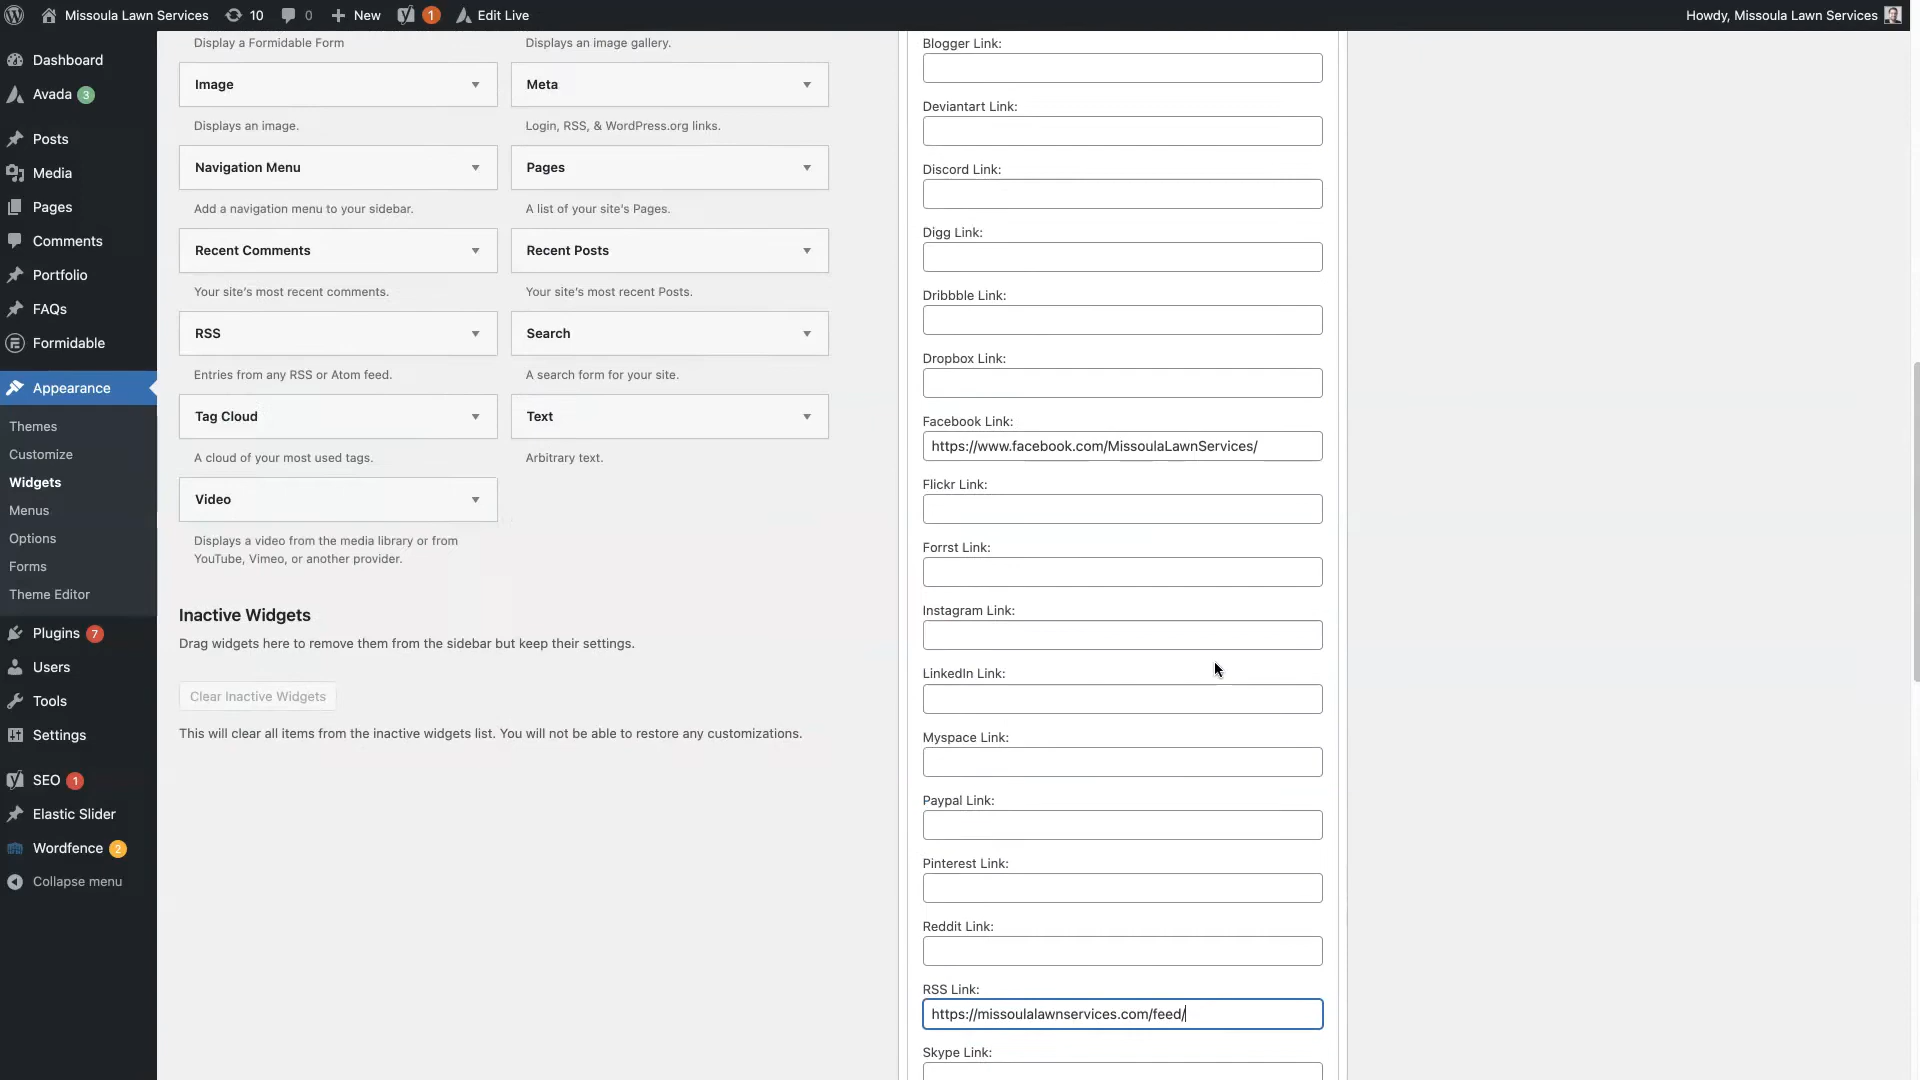 Missoula Lawn Services
10
0
New
1
Edit Live
Howdy, Missoula Lawn Services
Dashboard
Avada 3
Posts
Media
Pages
Comments
Portfolio
FAQs
Formidable
Appearance
Themes
Customize
Widgets
Menus
Options
Forms
Theme Editor
Plugins 7
Users
Tools
Settings
SEO 1
Elastic Slider
Wordfence 2
Collapse menu
Display a Formidable Form
Displays an image gallery.
Image
Meta
Displays an image.
Login, RSS, & WordPress.org links.
Navigation Menu
Pages
Add a navigation menu to your sidebar.
A list of your site's Pages.
Recent Comments
Recent Posts
Your site's most recent comments.
Your site's most recent Posts.
RSS
Search
Entries from any RSS or Atom feed.
A search form for your site.
Tag Cloud
Text
A cloud of your most used tags.
Arbitrary text.
Video
Displays a video from the media library or from
YouTube, Vimeo, or another provider.
Inactive Widgets
Drag widgets here to remove them from the sidebar but keep their settings.
Clear Inactive Widgets
This will clear all items from the inactive widgets list. You will not be able to restore any customizations.
Blogger Link:
Deviantart Link:
Discord Link:
Digg Link:
Dribbble Link:
Dropbox Link:
Facebook Link:
https://www.facebook.com/MissoulaLawnServices/
Flickr Link:
Forrst Link:
Instagram Link:
LinkedIn Link:
Myspace Link:
Paypal Link:
Pinterest Link:
Reddit Link:
RSS Link:
https://missoulalawnservices.com/feed/
Skype Link: